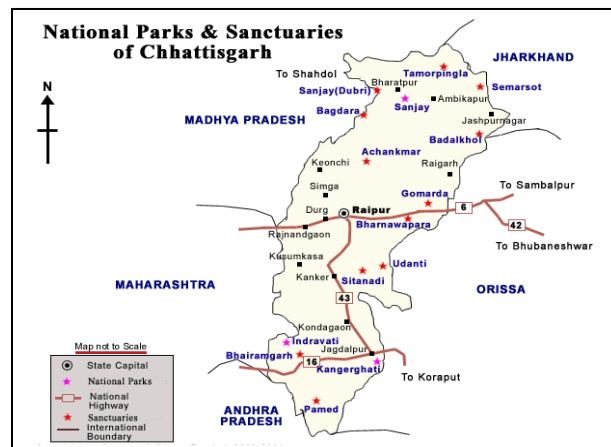 National Parks & Sanctuaries
of Chhattisgarh
JHARKHAND
To Shahdol
Tamorpingla
Bharatpur
Sanjay(Dubri)
Semarsot
N
Sanjay
Ambikapur
Bagdara
MADHYA PRADESH
Jashpurnagar
Badalkhol
Achankmar
Keonchi
Raigarh
Simga
Gomarda
To Sambalpur
Durg
Raipur
6
42
Rajnandgaon
Bharnawapara
To Bhubaneshwar
Kusumkasa
Udanti
MAHARASHTRA
Kanker
Sitanadi
ORISSA
43
Kondagaon
Indravati
Map not to Scale
Jagdalpur
Bhairamgarh
16
State Capital
Kangerghati
National Parks
To Koraput
National
Highway
Sanctuaries
International
Boundary
ANDHRA
PRADESH
Pamed